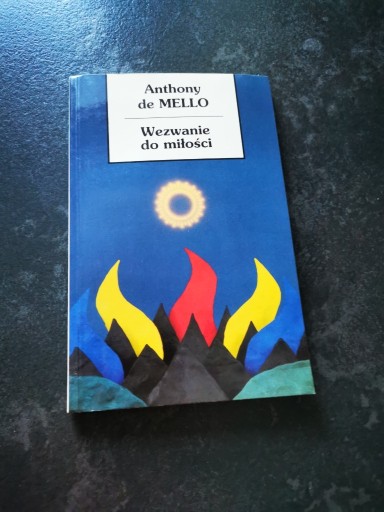 Anthony
de MELLO
Wezwanie
do miłości